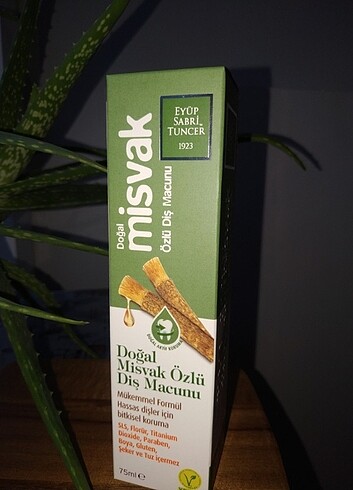 EYÜP
SABRİ
TUNCER
1923
Doğal
misvak
Özlü Diş Macunu
Doğal
Misvak Özlü
Diş Macunu
Mükemmel Formül
Hassas dişler için
bitkisel koruma
SLS, Florür, Titanium
Dioxide, Paraben,
Boya, Gluten,
Şeker ve Tuz içermez
75ml e